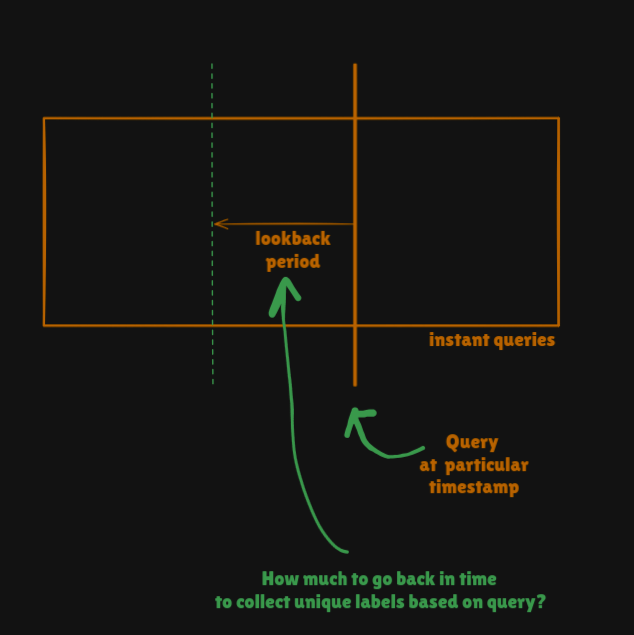 lookback
period
instant queries
Query
at particular
timestamp
How much to go back in time
to collect unique labels based on query?